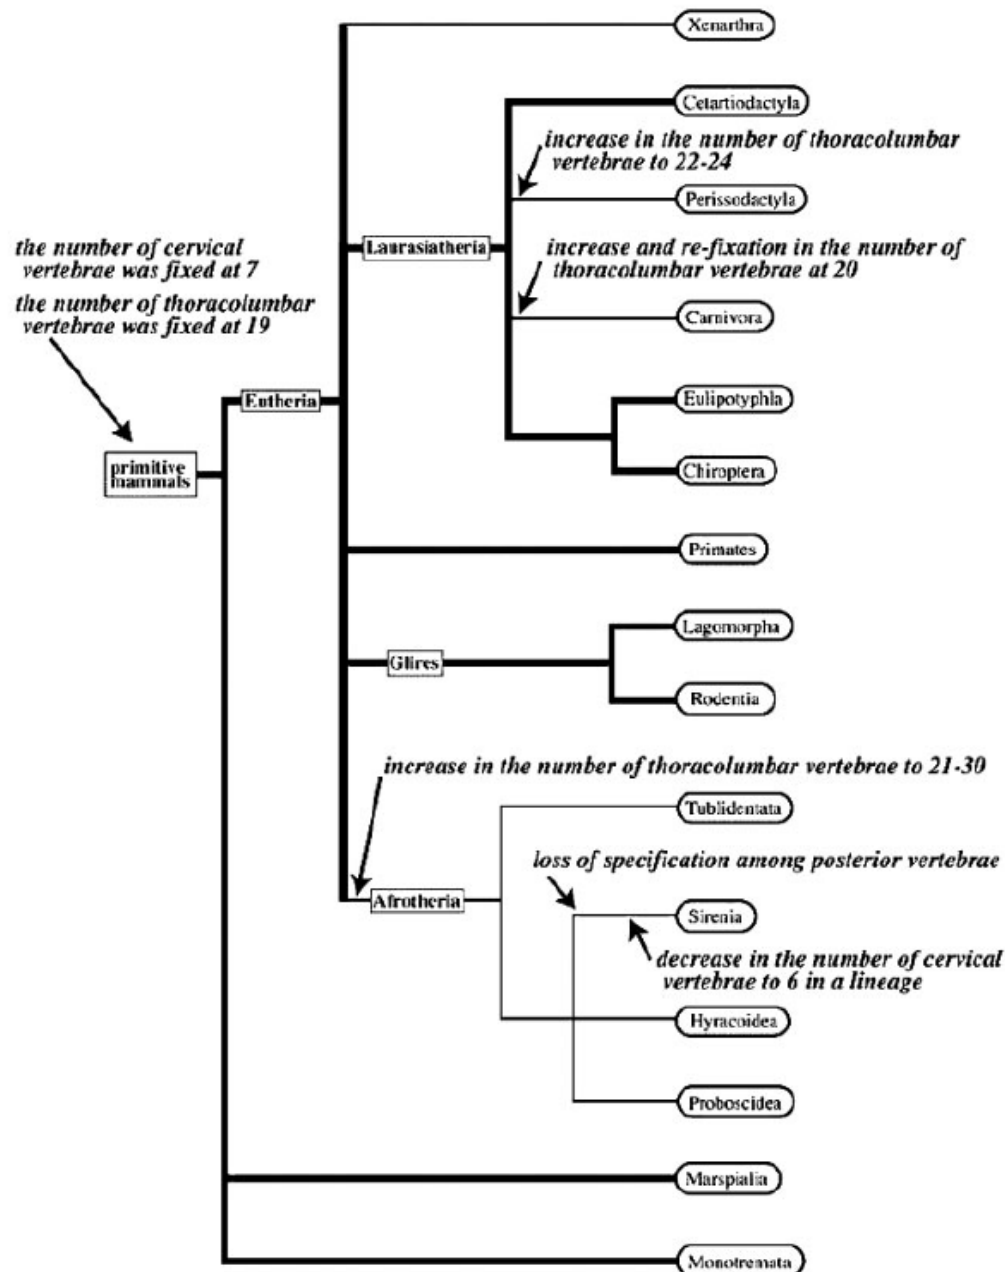 Xenarthra
Cetartiodactyla
increase in the number of thoracolumbar
vertebrae to 22-24
Perissodactyla
the number of cervical
vertebrae was fixed at 7
Laurasiatheria
increase and re-fixation in the number of
thoracolumbar vertebrae at 20
the number of thoracolumbar
vertebrae was fixed at 19
Carnivora
Eutheria
Eulipotyphla
primitive
mammals
Chiroptera
Primates
Lagomorpha
Glires
Rodentia
increase in the number of thoracolumbar vertebrae to 21-30
Tublidentata
loss of specification among posterior vertebrae
Afrotheria
Sirenia
decrease in the number of cervical
vertebrae to 6 in a lineage
Hyracoidea
Proboscidea
Marspialia
Monotremata